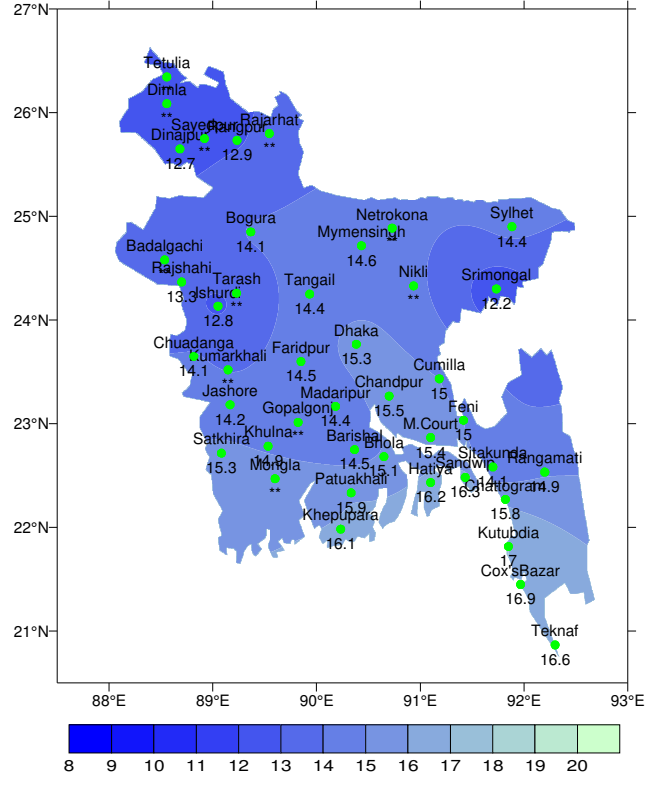 27°N
26°N
25°N
24°N
23°N
22°N
21°N
Tetulia
**
Dimla
**
Sayedpur
**
Rangpur
12.9
Rajarhat
**
Dinajpur
12.7
Bogura
14.1
Netrokona
**
Mymensingh
14.6
Sylhet
14.4
Badalgachi
**
Rajshahi
13.3
Tarash
**
Ishurdi
12.8
Tangail
14.4
Nikli
**
Srimongal
12.2
Dhaka
15.3
Chuadanga
14.1
Kumarkhali
**
Faridpur
14.5
Cumilla
15
Jashore
14.2
Madaripur
14.4
Chandpur
15.5
Gopalgonj
**
Feni
15
M.Court
15.4
Satkhira
15.3
Khulna
14.9
Barishal
14.5
Bhola
15.1
Mongla
**
Patuakhali
15.9
Hatiya
16.2
Sandwip
16.3
Sitakunda
14.1
Rangamati
14.9
Chattogram
15.8
Khepupara
16.1
Kutubdia
17
Cox'sBazar
16.9
Teknaf
16.6
88°E 89°E 90°E 91°E 92°E 93°E
8 9 10 11 12 13 14 15 16 17 18 19 20